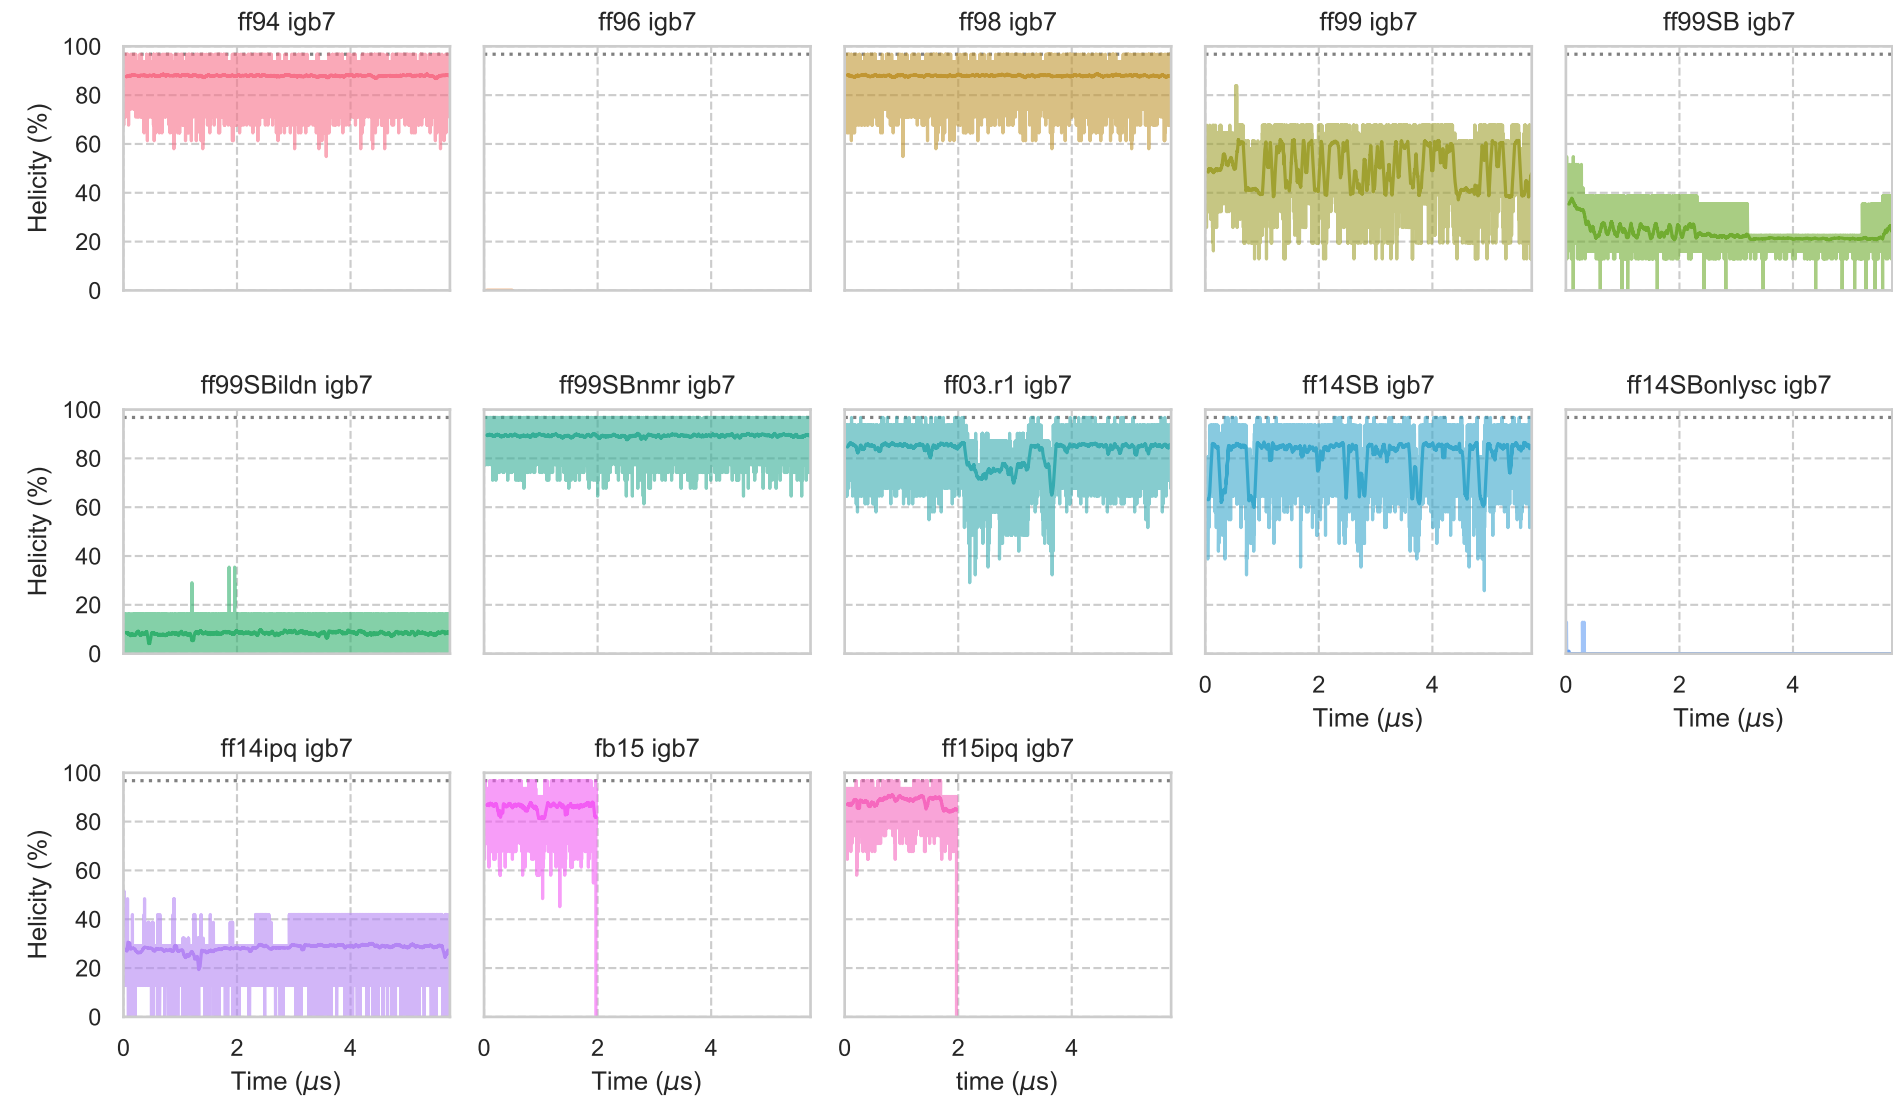 ff94 igb7
ff96 igb7
ff98 igb7
ff99 igb7
ff99SB igb7
Helicity (%)
100
80
60
40
20
0
ff99SBildn igb7
ff99SBnmr igb7
ff03.r1 igb7
ff14SB igb7
ff14SBonlysc igb7
Helicity (%)
100
80
60
40
20
0
0 2 4
Time (μs)
0 2 4
Time (μs)
ff14ipq igb7
fb15 igb7
ff15ipq igb7
Helicity (%)
100
80
60
40
20
0
0 2 4
Time (μs)
0 2 4
Time (μs)
0 2 4
time (μs)